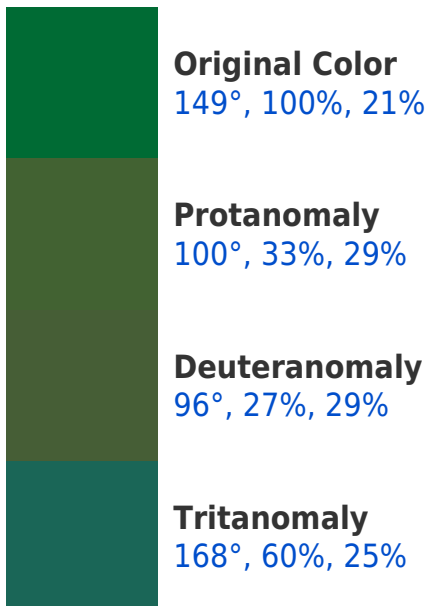 Original Color
149°, 100%, 21%
Protanomaly
100°, 33%, 29%
Deuteranomaly
96°, 27%, 29%
Tritanomaly
168°, 60%, 25%